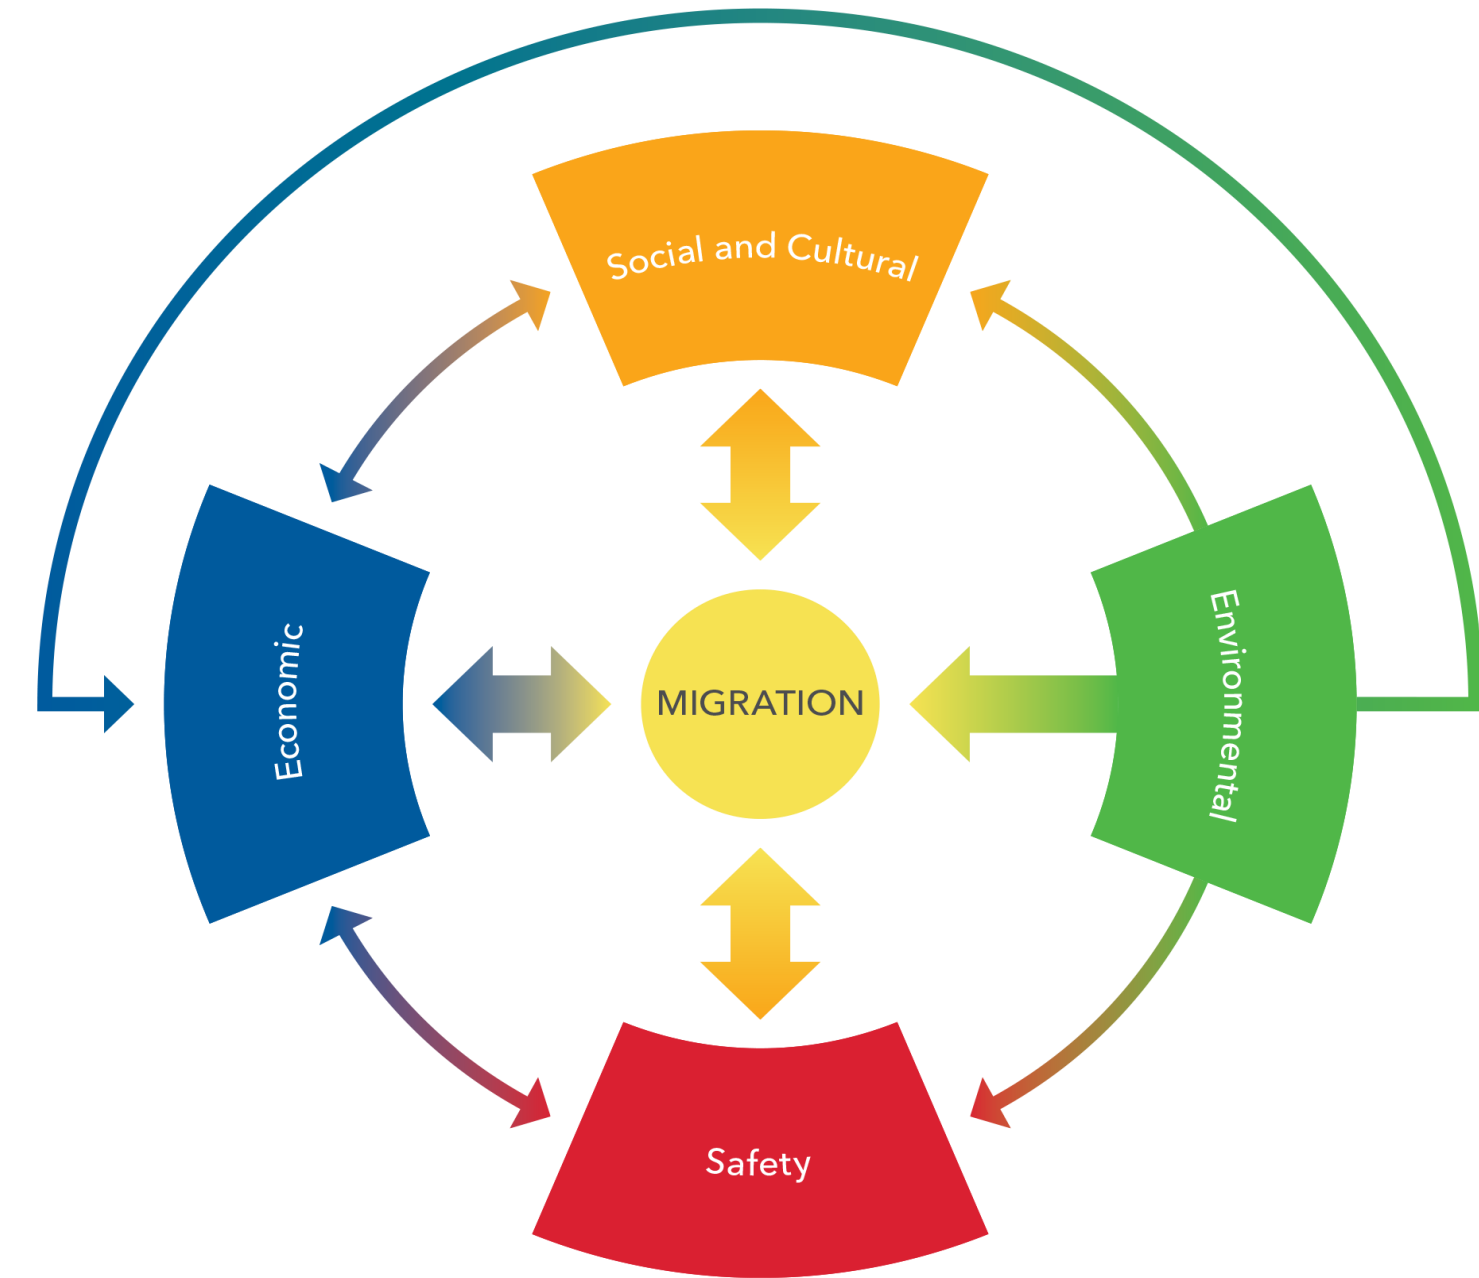 Social and Cultural
Economic
MIGRATION
Environmental
Safety